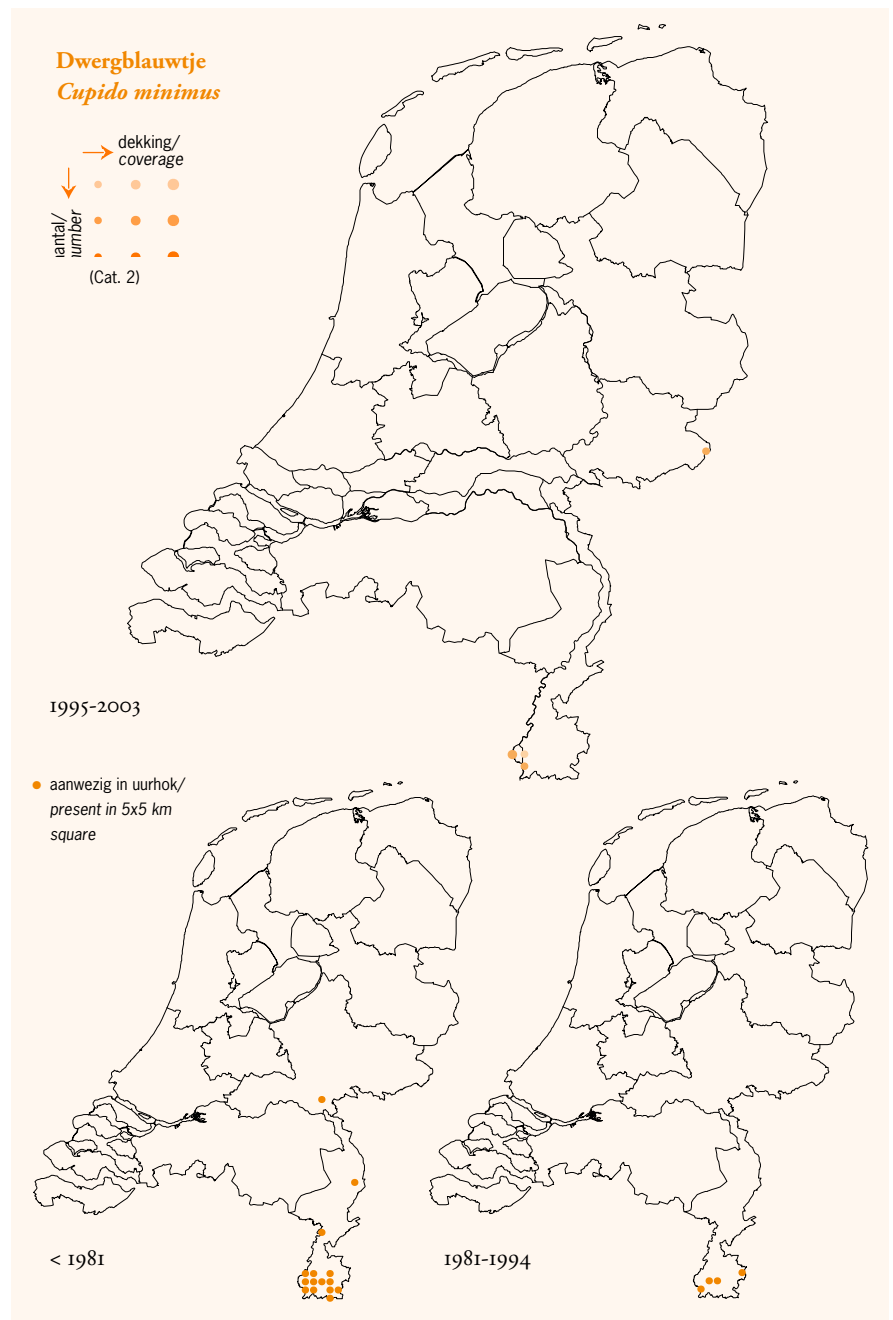 Dwergblauwtje
Cupido minimus
dekking/
coverage
(Cat. 2)
1995-2003
aanwezig in uurhok/
present in 5x5 km
square
< 1981
1981-1994